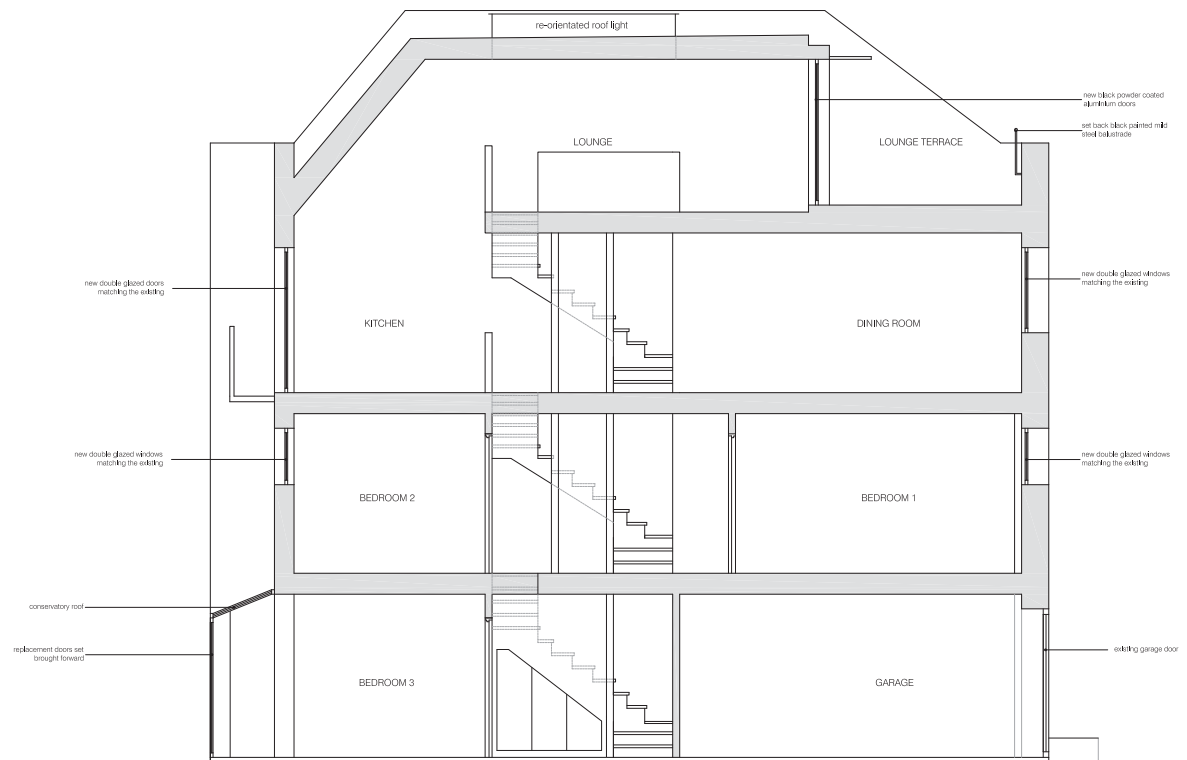 re-orientated roof light
new black powder coated
aluminium doors
set back black painted mild
steel balustrade
LOUNGE
LOUNGE TERRACE
new double glazed doors
matching the existing
new double glazed windows
matching the existing
KITCHEN
DINING ROOM
new double glazed windows
matching the existing
new double glazed windows
matching the existing
BEDROOM 2
BEDROOM 1
conservatory roof
replacement doors set
brought forward
existing garage door
BEDROOM 3
GARAGE